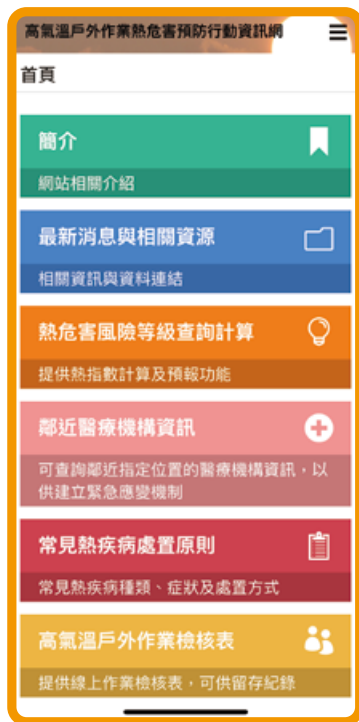 高氣溫戶外作業熱危害預防行動資訊網
首頁
簡介
網站相關介紹
最新消息與相關資源
相關資訊與資料連結
熱危害風險等級查詢計算
提供熱指數計算及預報功能
鄰近醫療機構資訊
可查詢鄰近指定位置的醫療機構資訊，以
供建立緊急應變機制
常見熱疾病處置原則
常見熱疾病種類、症狀及處置方式
高氣溫戶外作業檢核表
提供線上作業檢核表，可供留存紀錄